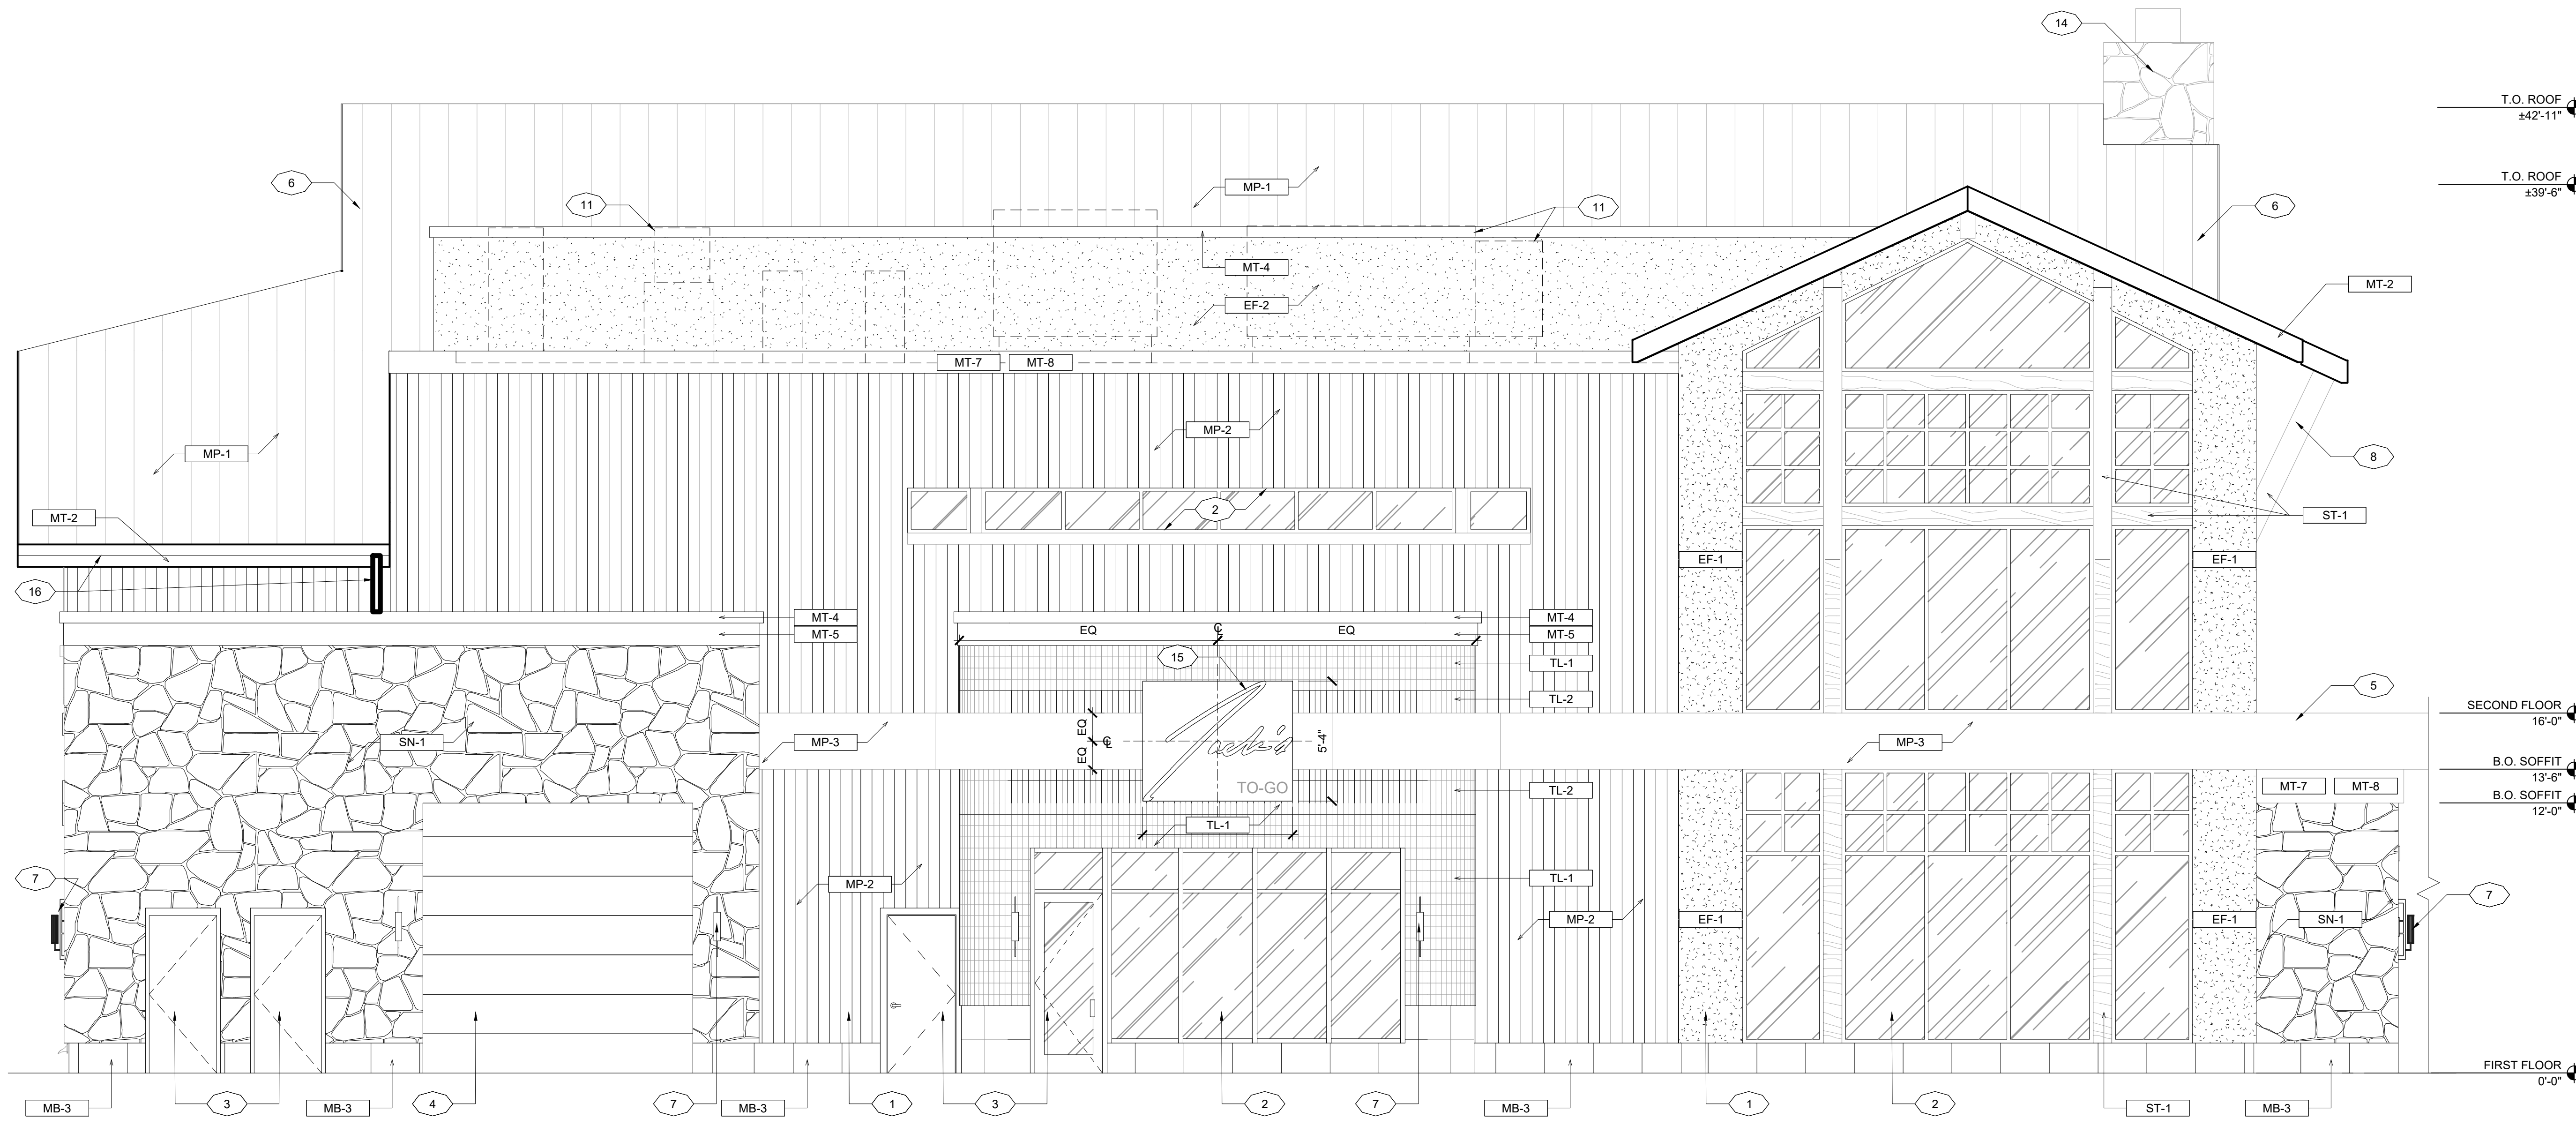 14
T.O. ROOF
±42'-11"
6
MP-1
T.O. ROOF
±39'-6"
11
11
6
MT-4
MT-2
EF-2
MT-7
MT-8
MP-2
MP-1
8
2
MT-2
ST-1
EF-1
EF-1
16
MT-4
MT-4
MT-5
EQ
℄
EQ
MT-5
15
TL-1
5
TL-2
SECOND FLOOR
16'-0"
EQ
EQ
℄
SN-1
MP-3
Zack's
5'-4"
MP-3
B.O. SOFFIT
13'-6"
TO-GO
TL-2
MT-7
MT-8
B.O. SOFFIT
12'-0"
TL-1
7
MP-2
TL-1
7
MP-2
EF-1
EF-1
SN-1
FIRST FLOOR
0'-0"
MB-3
3
MB-3
4
7
MB-3
1
3
2
7
MB-3
1
2
ST-1
MB-3